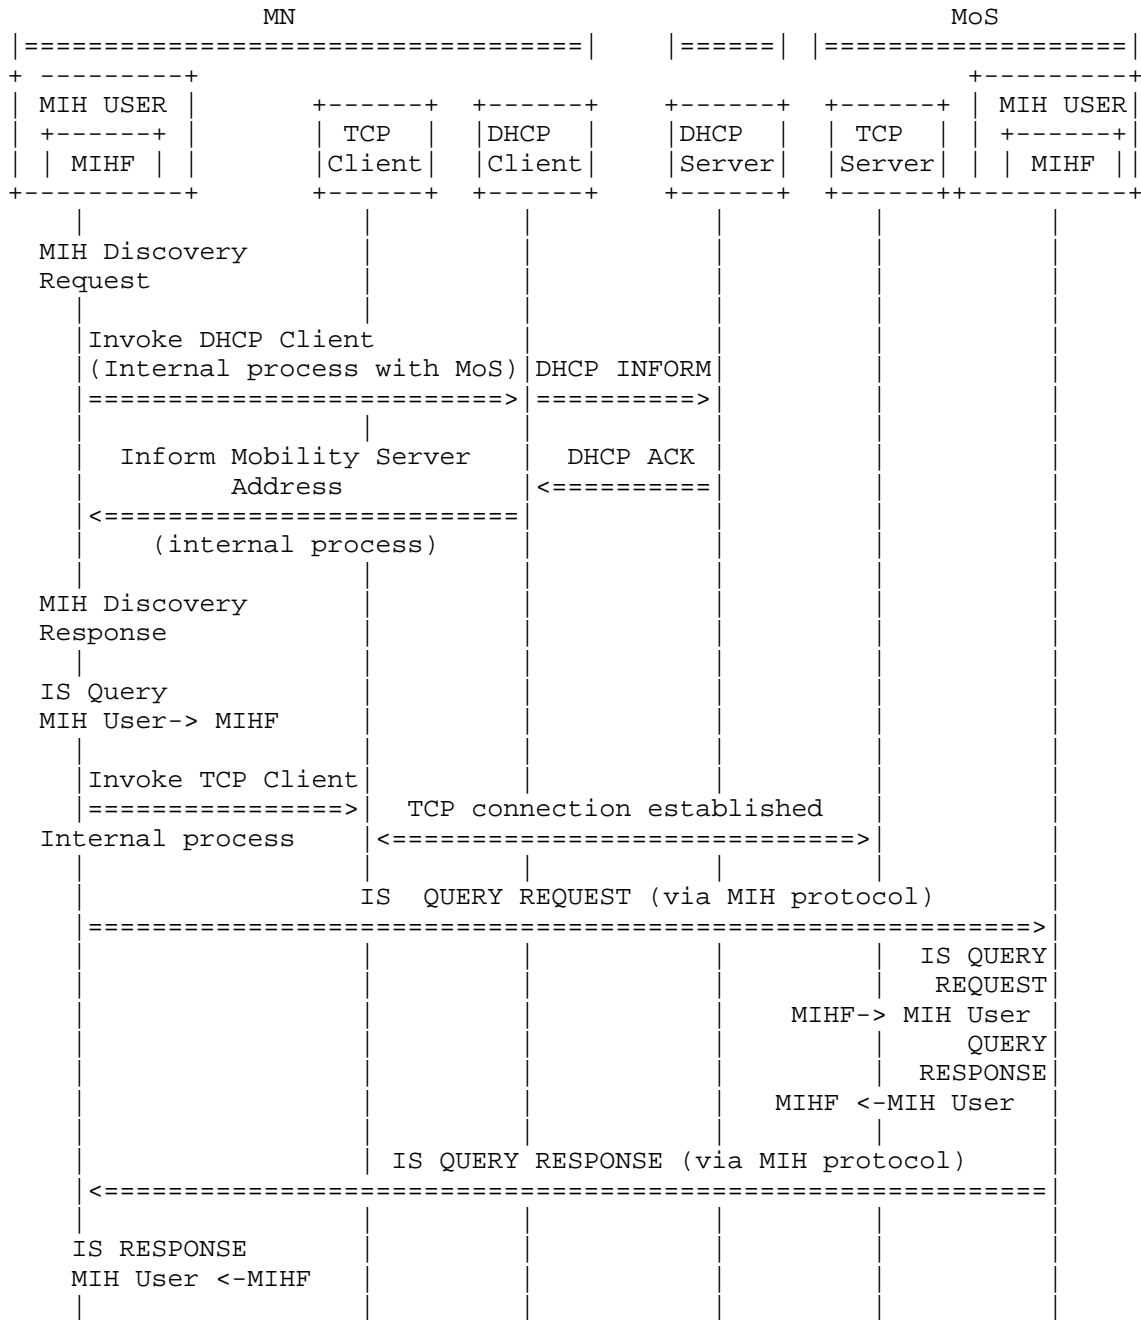 MN MoS
MIH USER MIH USER
TCP DHCP DHCP TCP
MIHF Client Client Server Server MIHF
MIH Discovery
Request
Invoke DHCP Client
(Internal process with MoS) DHCP INFORM
Inform Mobility Server DHCP ACK
Address
(internal process)
MIH Discovery
Response
IS Query
MIH User-> MIHF
Invoke TCP Client
TCP connection established
Internal process
IS QUERY REQUEST (via MIH protocol)
IS QUERY
REQUEST
MIHF-> MIH User
QUERY
RESPONSE
MIHF <-MIH User
IS QUERY RESPONSE (via MIH protocol)
IS RESPONSE
MIH User <-MIHF